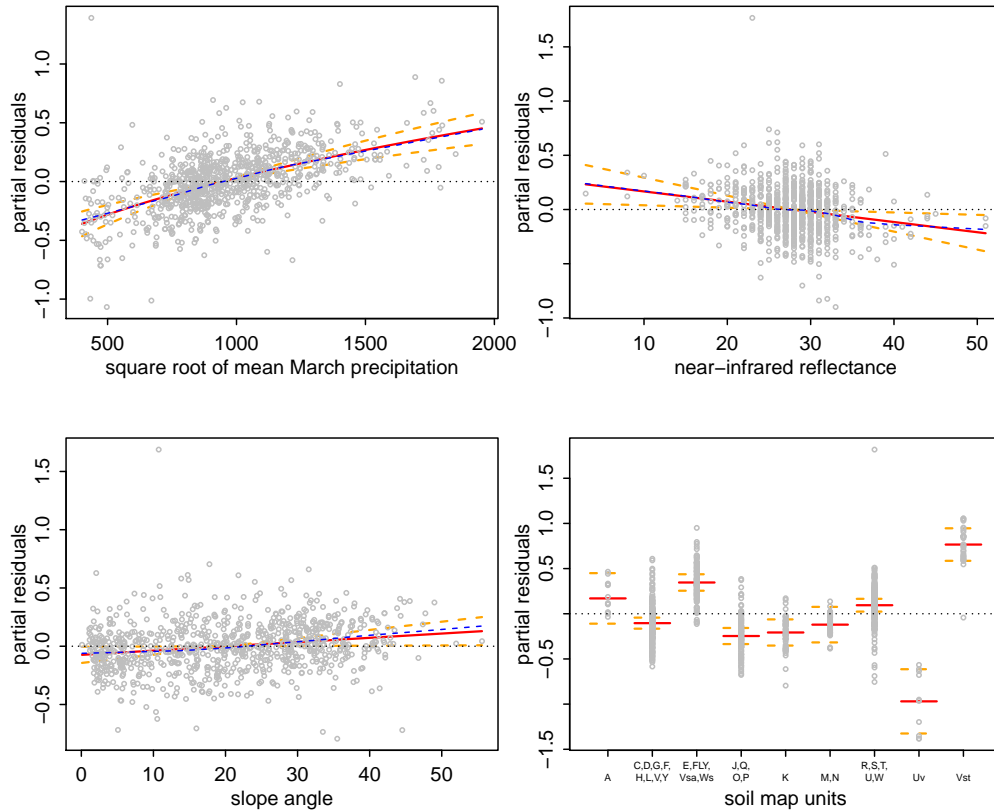 partial residuals
1.0
0.5
0.0
−0.5
−1.0
500
1000
1500
2000
square root of mean March precipitation
partial residuals
1.5
1.0
0.5
0.0
−1.0
10
20
30
40
50
near−infrared reflectance
partial residuals
1.5
1.0
0.5
0.0
−0.5
0
10
20
30
40
50
slope angle
partial residuals
1.5
1.0
0.5
−0.5
−1.5
A
C,D,G,F,
H,L,V,Y
E,FLY,
Vsa,Ws
J,Q,
O,P
K
M,N
R,S,T,
U,W
Uv
Vst
soil map units